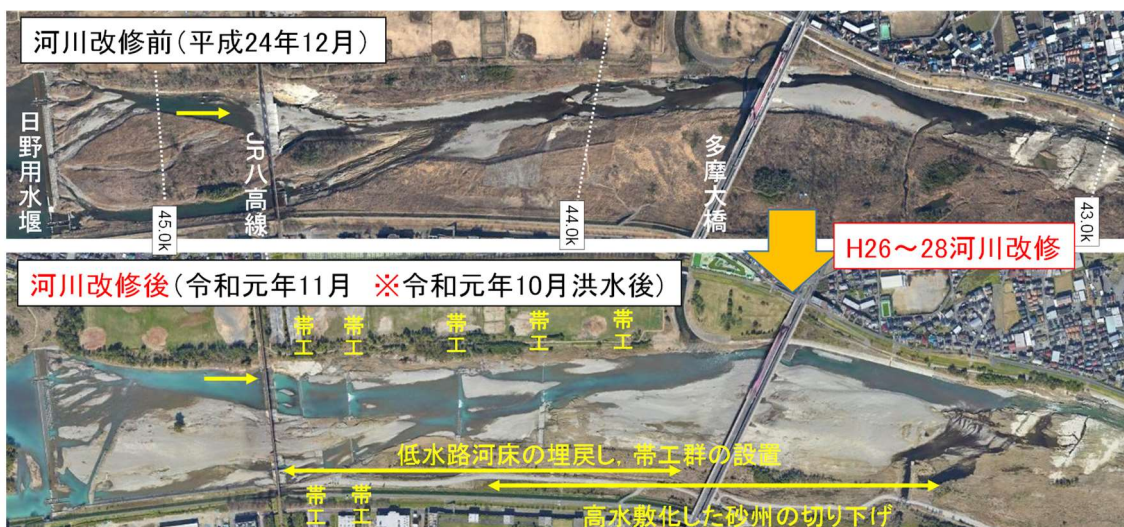 河川改修前(平成24年12月)
日野用水堰
45.0k
JR八高線
44.0k
多摩大橋
43.0k
H26～28河川改修
河川改修後(令和元年11月 ※令和元年10月洪水後)
帯工
帯工
帯工
帯工
帯工
低水路河床の埋戻し, 帯工群の設置
帯工
帯工
高水敷化した砂州の切り下げ